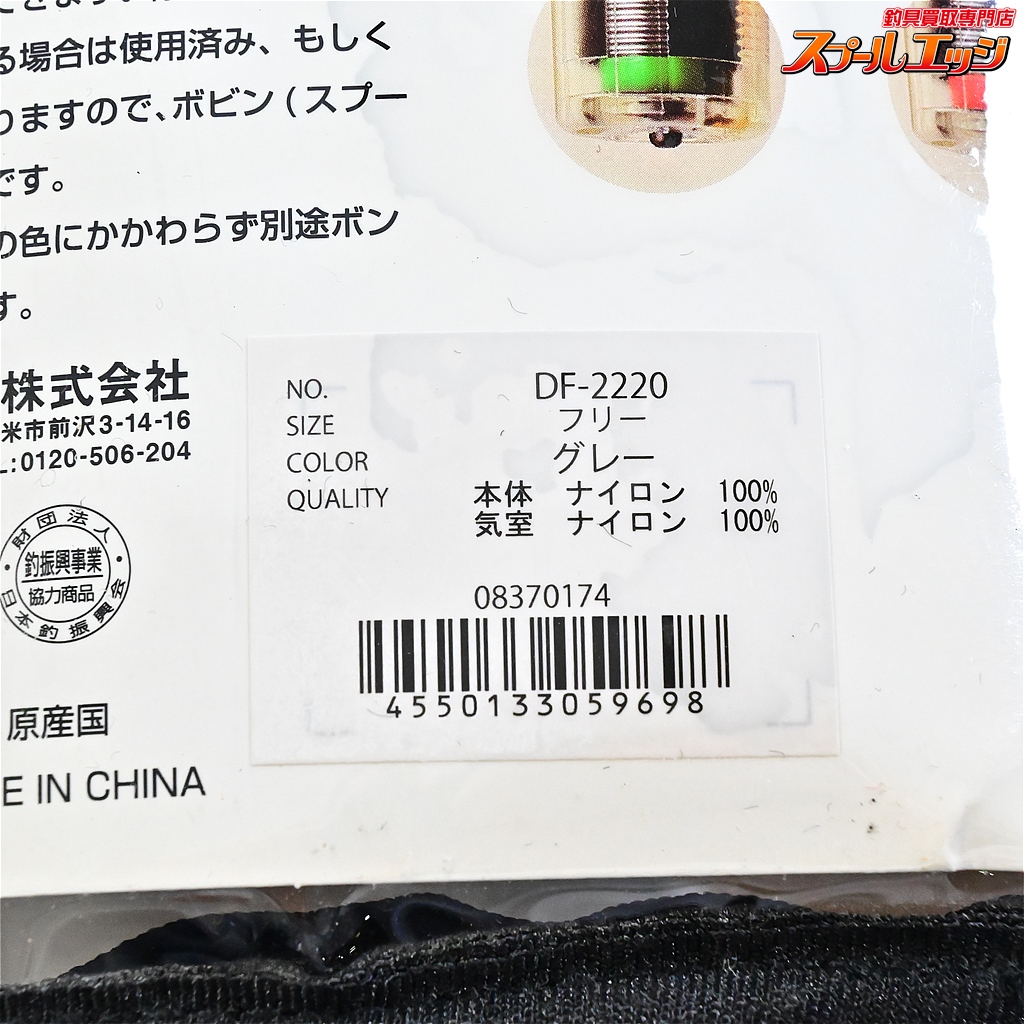 釣具買取専門店
スプールエッジ
る場合は使用済み、もしく
りますので、ボビン(スプー
です。
の色にかかわらず別途ボン
す。
株式会社
米市前沢3-14-16
L:0120-506-204
財団法人
釣振興事業
協力商品
日本釣振興会
原産国
E IN CHINA
NO. DF-2220
SIZE フリー
COLOR グレー
QUALITY 本体 ナイロン 100%
気室 ナイロン 100%
08370174
4550133059698